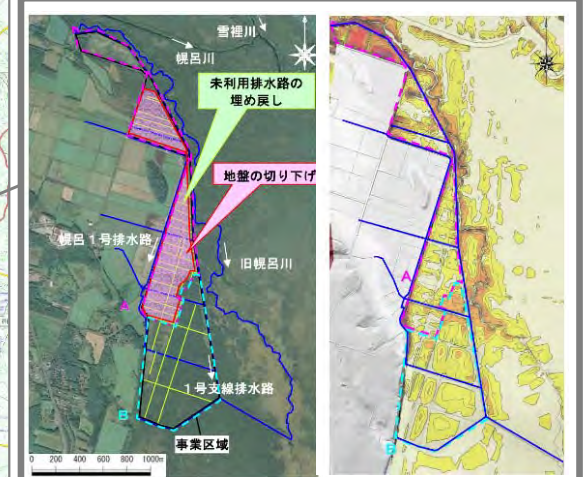 雪裡川
幌呂川
未利用排水路の
埋め戻し
地盤の切り下げ
幌呂1号排水路
旧幌呂川
A
A
1号支線排水路
B
B
事業区域
0 200 400 600 800 1000m